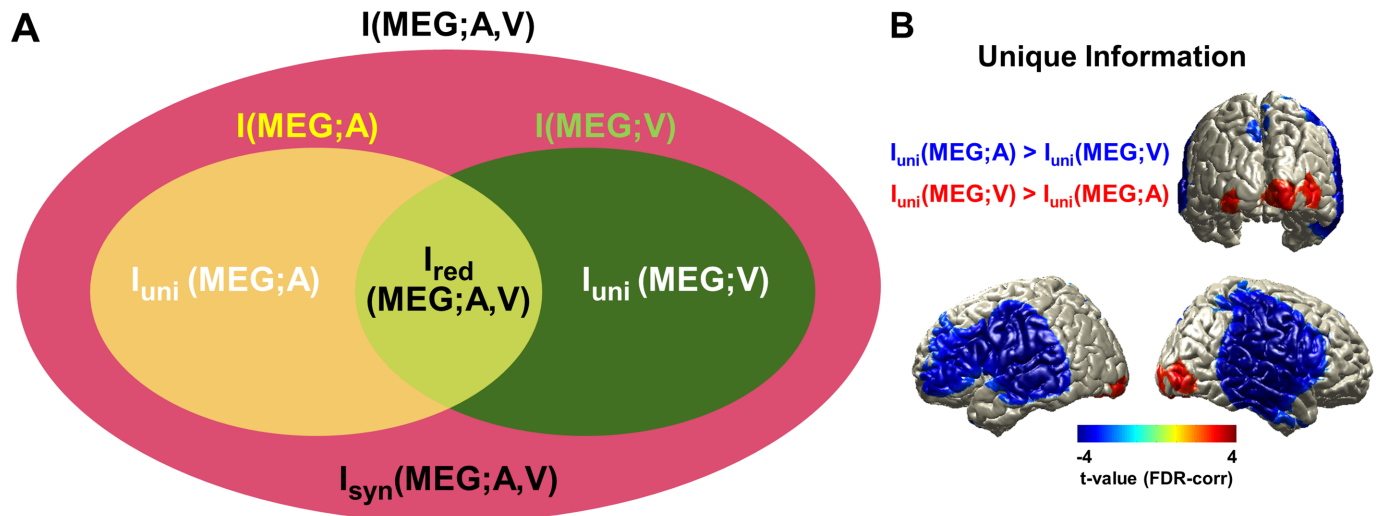 A
I(MEG;A,V)
I(MEG;A)
I(MEG;V)
Iuni (MEG;A)
Ired
(MEG;A,V)
Iuni (MEG;V)
Isyn(MEG;A,V)
B
Unique Information
Iuni(MEG;A) > Iuni(MEG;V)
Iuni(MEG;V) > Iuni(MEG;A)
-4 4
t-value (FDR-corr)